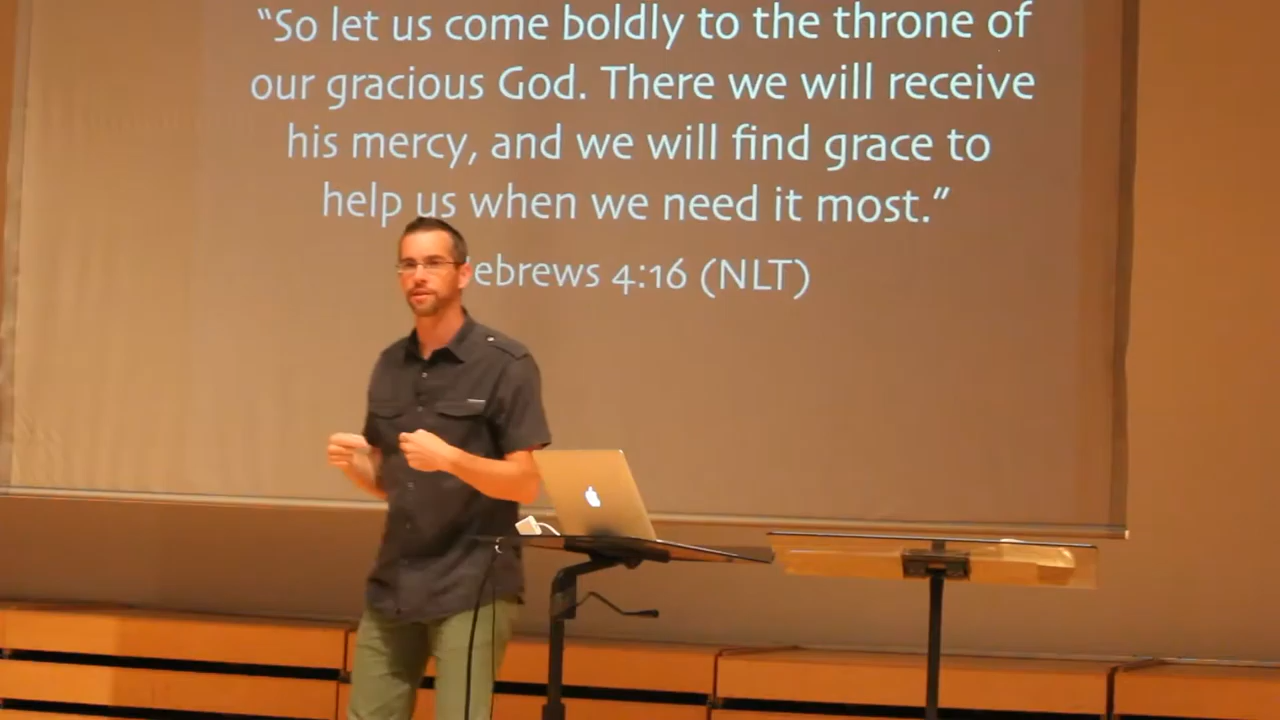 “So let us come boldly to the throne of
our gracious God. There we will receive
his mercy, and we will find grace to
help us when we need it most.”
ebrews 4:16 (NLT)